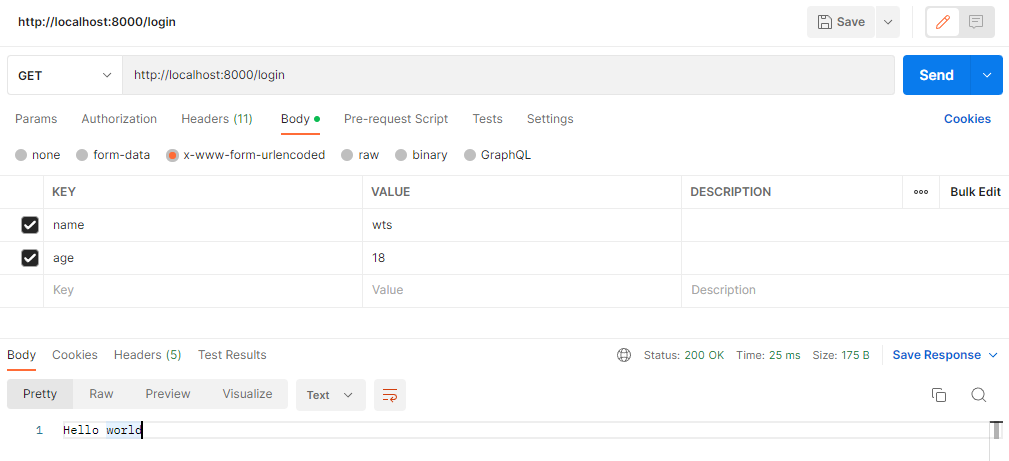 http://localhost:8000/login Save
GET http://localhost:8000/login Send
Params Authorization Headers (11) Body Pre-request Script Tests Settings Cookies
none form-data x-www-form-urlencoded raw binary GraphQL
KEY VALUE DESCRIPTION ooo Bulk Edit
name wts
age 18
Key Value Description
Body Cookies Headers (5) Test Results Status: 200 OK Time: 25 ms Size: 175 B Save Response
Pretty Raw Preview Visualize Text
1 Hello world